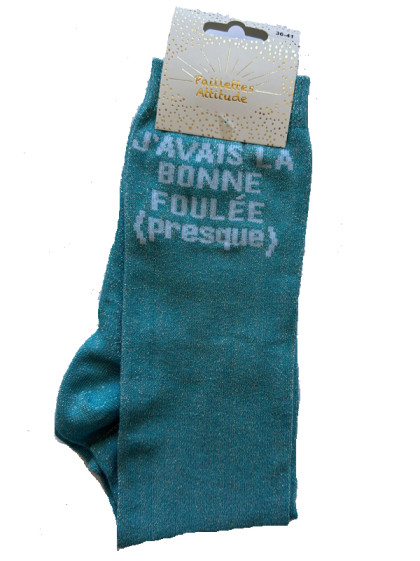 36-41
Paillettes
Attitude
J'AVAIS LA
BONNE
FOULÉE
{presque}